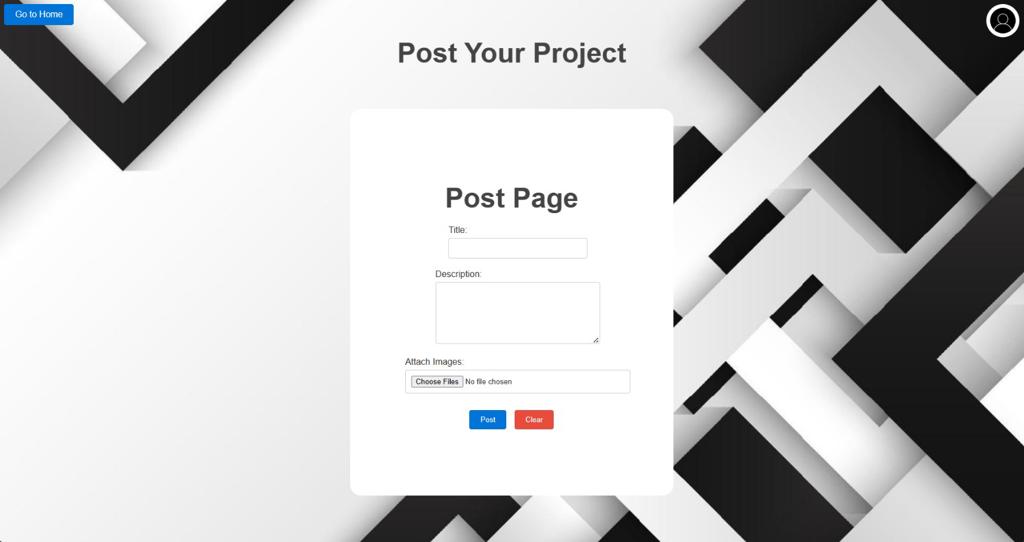 Go to Home
Post Your Project
Post Page
Title:
Description:
Attach Images:
Choose Files No file chosen
Post Clear